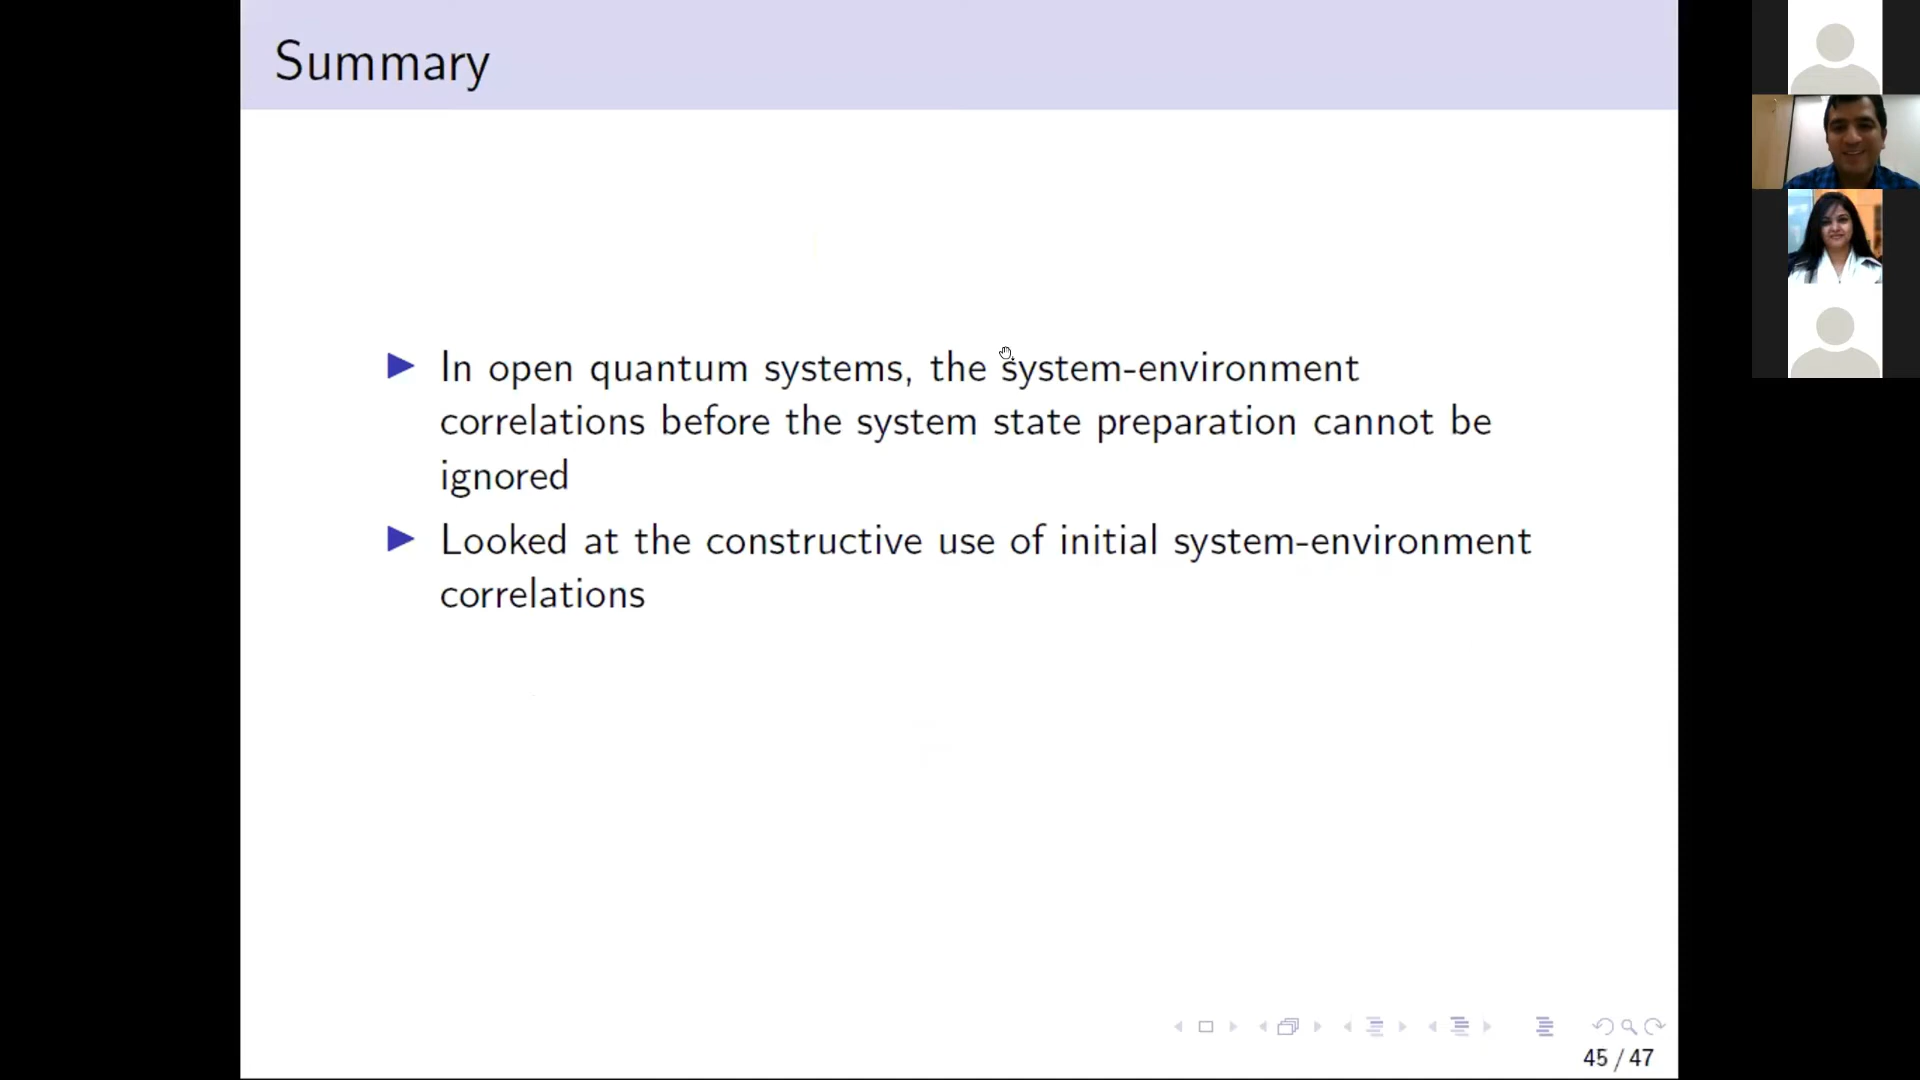 Summary
In open quantum systems, the system-environment
correlations before the system state preparation cannot be
ignored
Looked at the constructive use of initial system-environment
correlations
45 / 47